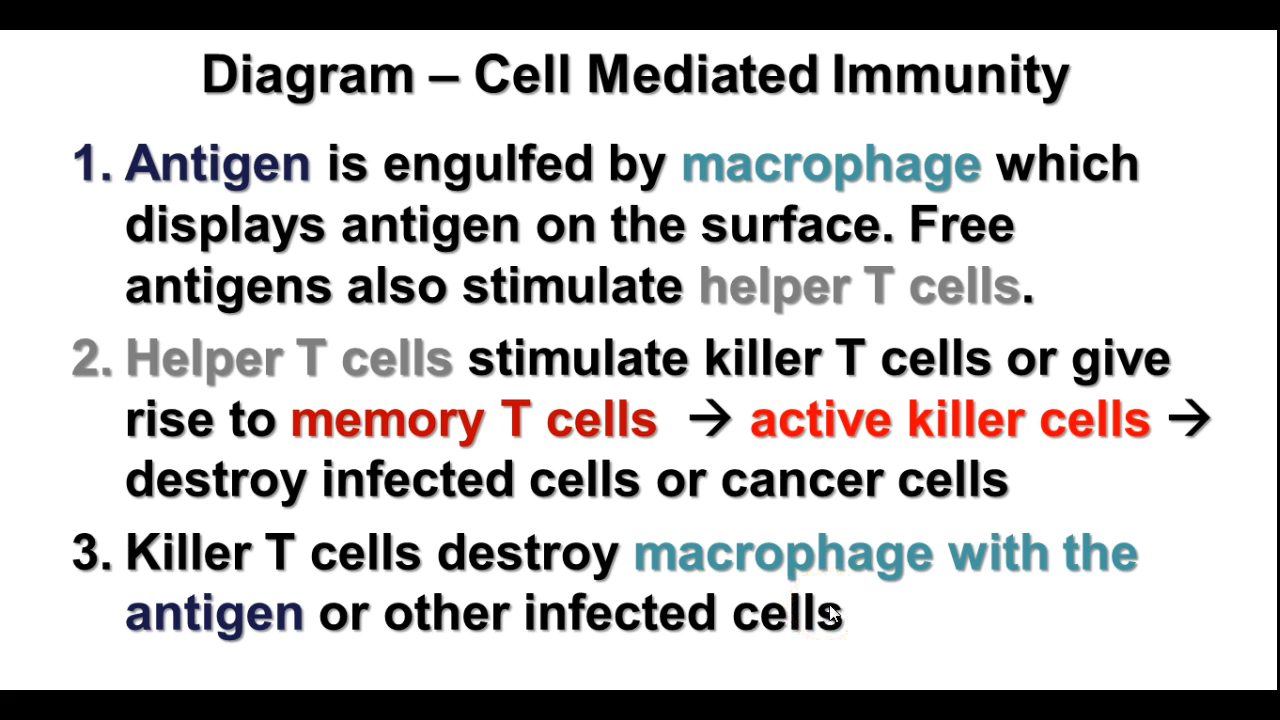 Diagram – Cell Mediated Immunity
1. Antigen is engulfed by macrophage which
displays antigen on the surface. Free
antigens also stimulate helper T cells.
2. Helper T cells stimulate killer T cells or give
rise to memory T cells → active killer cells →
destroy infected cells or cancer cells
3. Killer T cells destroy macrophage with the
antigen or other infected cells